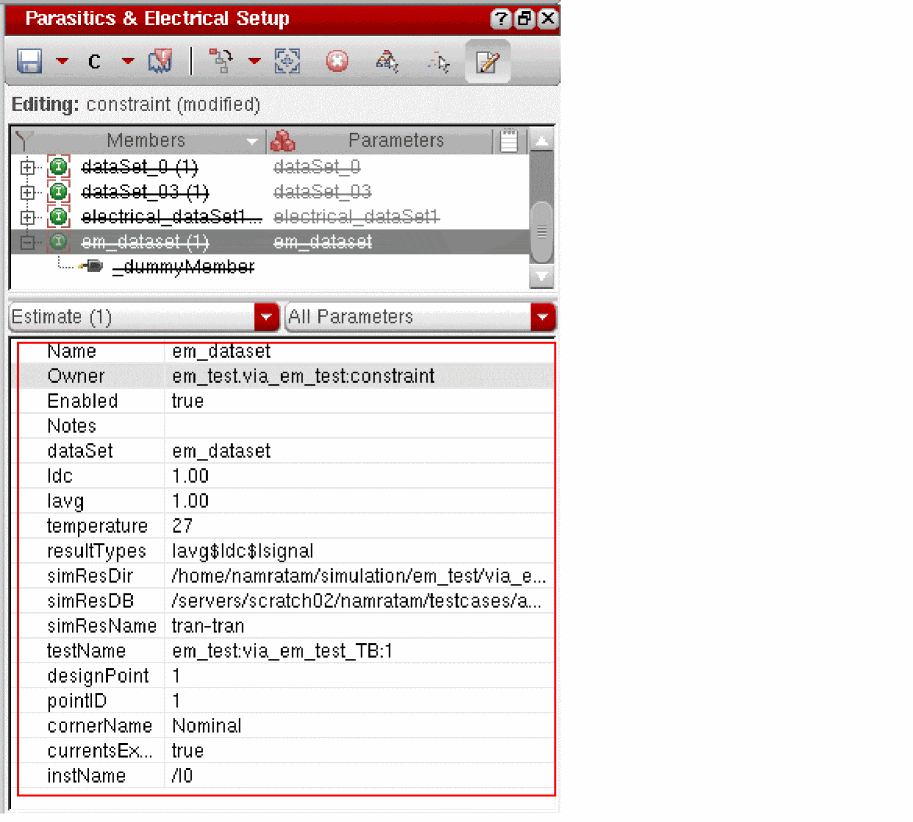 Parasitics & Electrical Setup
C
Editing: constraint (modified)
Members Parameters
dataSet_0 (1) dataSet_0
dataSet_03 (1) dataSet_03
electrical_dataSet1... electrical_dataSet1
em_dataset (1) em_dataset
_dummyMember
Estimate (1) All Parameters
Name em_dataset
Owner em_test.via_em_test:constraint
Enabled true
Notes
dataSet em_dataset
Idc 1.00
Iavg 1.00
temperature 27
resultTypes Iavg$Idc$Isignal
simResDir /home/namratam/simulation/em_test/via_e...
simResDB /servers/scratch02/namratam/testcases/a...
simResName tran-tran
testName em_test:via_em_test_TB:1
designPoint 1
pointID 1
cornerName Nominal
currentsEx... true
instName /I0